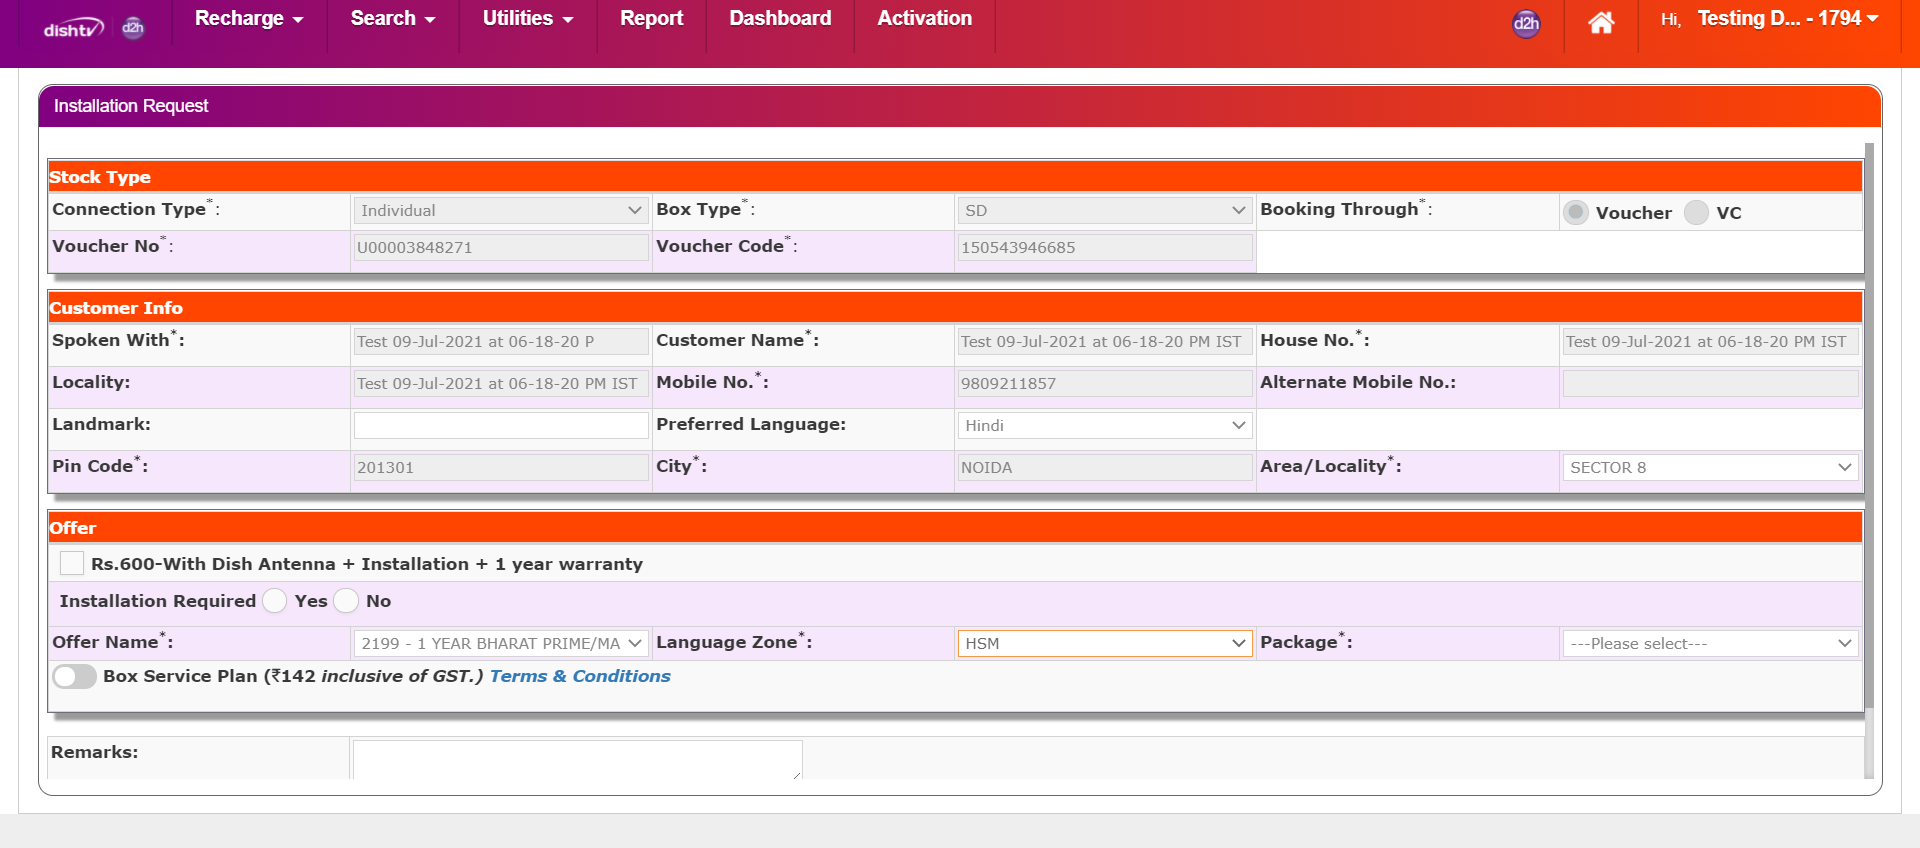 dishtv d2h Recharge Search Utilities Report Dashboard Activation d2h Hi, Testing D... - 1794
Installation Request
Stock Type
Connection Type*: Individual Box Type*: SD Booking Through*: Voucher VC
Voucher No*: U00003848271 Voucher Code*: 150543946685
Customer Info
Spoken With*: Test 09-Jul-2021 at 06-18-20 P Customer Name*: Test 09-Jul-2021 at 06-18-20 PM IST House No.*: Test 09-Jul-2021 at 06-18-20 PM IST
Locality: Test 09-Jul-2021 at 06-18-20 PM IST Mobile No.*: 9809211857 Alternate Mobile No.:
Landmark: Preferred Language: Hindi
Pin Code*: 201301 City*: NOIDA Area/Locality*: SECTOR 8
Offer
Rs.600-With Dish Antenna + Installation + 1 year warranty
Installation Required Yes No
Offer Name*: 2199 - 1 YEAR BHARAT PRIME/MA Language Zone*: HSM Package*: ---Please select---
Box Service Plan (₹142 inclusive of GST.) Terms & Conditions
Remarks: